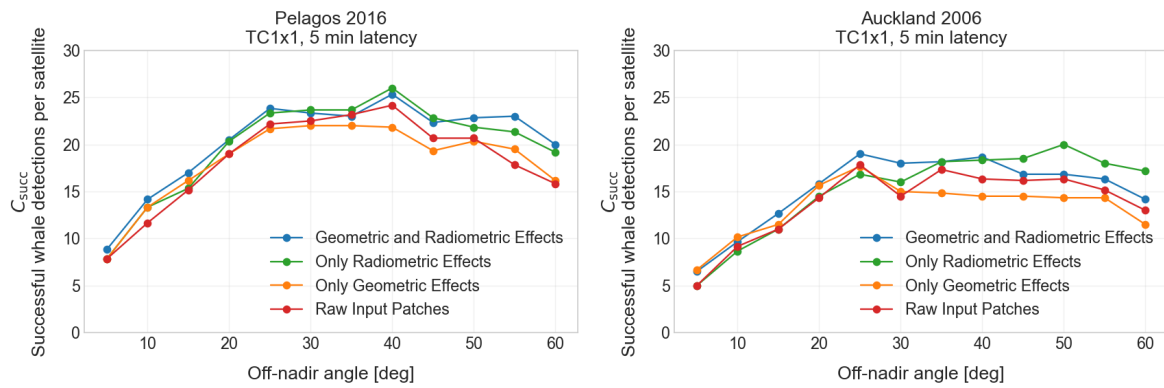 Pelagos 2016
TC1x1, 5 min latency
C_succ
Successful whale detections per satellite
30
25
20
15
10
5
0
10
20
30
40
50
60
Off-nadir angle [deg]
Geometric and Radiometric Effects
Only Radiometric Effects
Only Geometric Effects
Raw Input Patches
Auckland 2006
TC1x1, 5 min latency
C_succ
Successful whale detections per satellite
30
25
20
15
10
5
0
10
20
30
40
50
60
Off-nadir angle [deg]
Geometric and Radiometric Effects
Only Radiometric Effects
Only Geometric Effects
Raw Input Patches